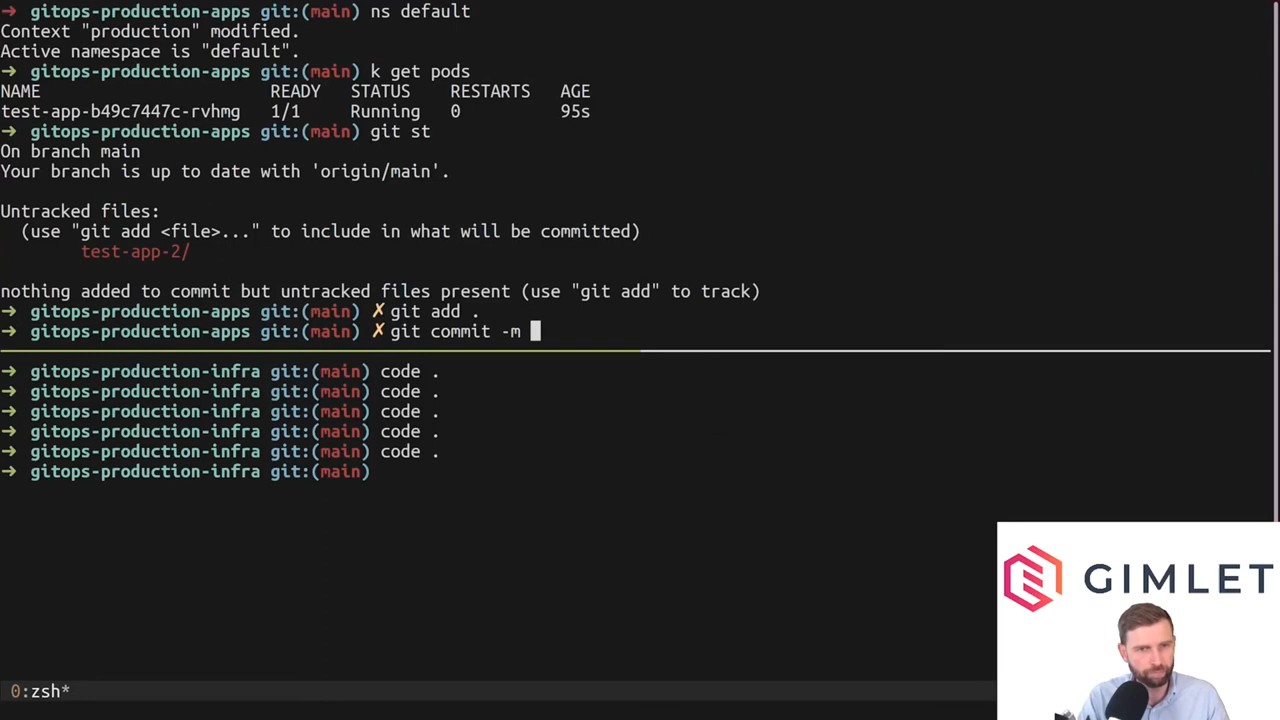 → gitops-production-apps git:(main) ns default
Context "production" modified.
Active namespace is "default".
→ gitops-production-apps git:(main) k get pods
NAME READY STATUS RESTARTS AGE
test-app-b49c7447c-rvhmg 1/1 Running 0 95s
→ gitops-production-apps git:(main) git st
On branch main
Your branch is up to date with 'origin/main'.
Untracked files:
(use "git add <file>..." to include in what will be committed)
test-app-2/
nothing added to commit but untracked files present (use "git add" to track)
→ gitops-production-apps git:(main) ✗ git add .
→ gitops-production-apps git:(main) ✗ git commit -m
→ gitops-production-infra git:(main) code .
→ gitops-production-infra git:(main) code .
→ gitops-production-infra git:(main) code .
→ gitops-production-infra git:(main) code .
→ gitops-production-infra git:(main) code .
→ gitops-production-infra git:(main)
GIMLET
0:zsh*